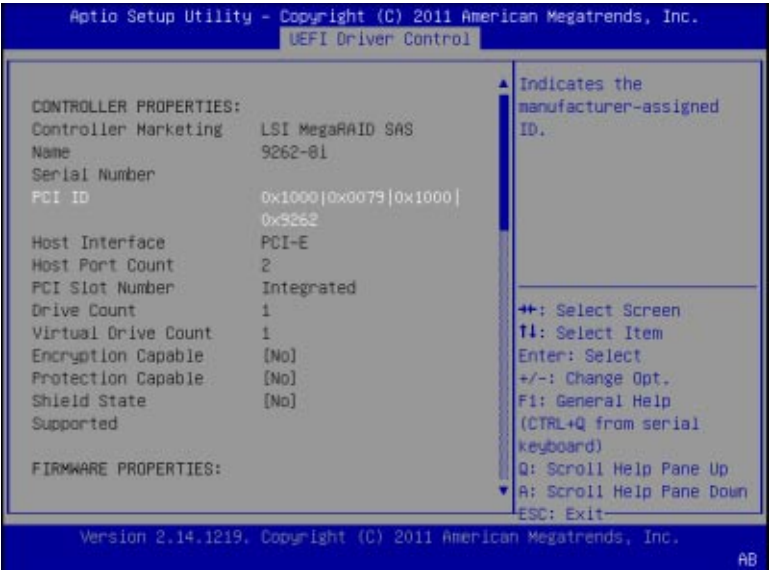 Aptio Setup Utility - Copyright (C) 2011 American Megatrends, Inc.
UEFI Driver Control
CONTROLLER PROPERTIES:
Controller Marketing LSI MegaRAID SAS
Name 9262-8i
Serial Number
PCI ID 0x1000|0x0079|0x1000|
0x9262
Host Interface PCI-E
Host Port Count 2
PCI Slot Number Integrated
Drive Count 1
Virtual Drive Count 1
Encryption Capable [No]
Protection Capable [No]
Shield State [No]
Supported
FIRMWARE PROPERTIES:
Indicates the
manufacturer-assigned
ID.
→←: Select Screen
↑↓: Select Item
Enter: Select
+/-: Change Opt.
F1: General Help
(CTRL+Q from serial
keyboard)
Q: Scroll Help Pane Up
A: Scroll Help Pane Down
ESC: Exit
Version 2.14.1219. Copyright (C) 2011 American Megatrends, Inc.
AB